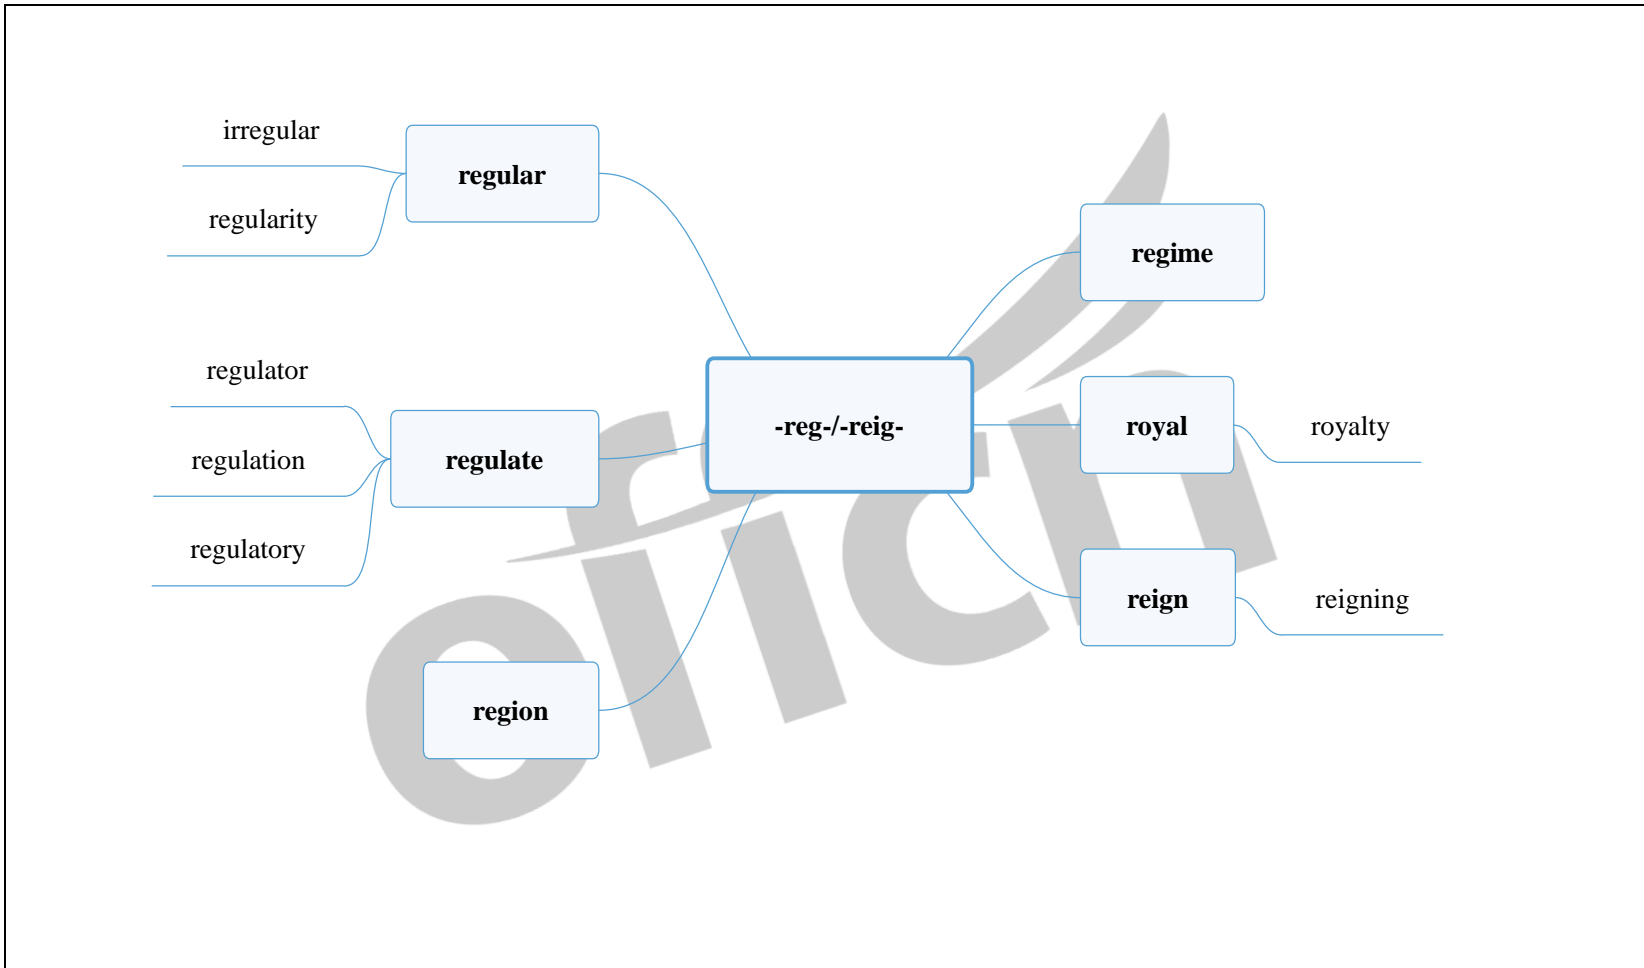 irregular
regular
regularity
regulator
regulation
regulate
regulatory
region
-reg-/-reig-
regime
royal
royalty
reign
reigning